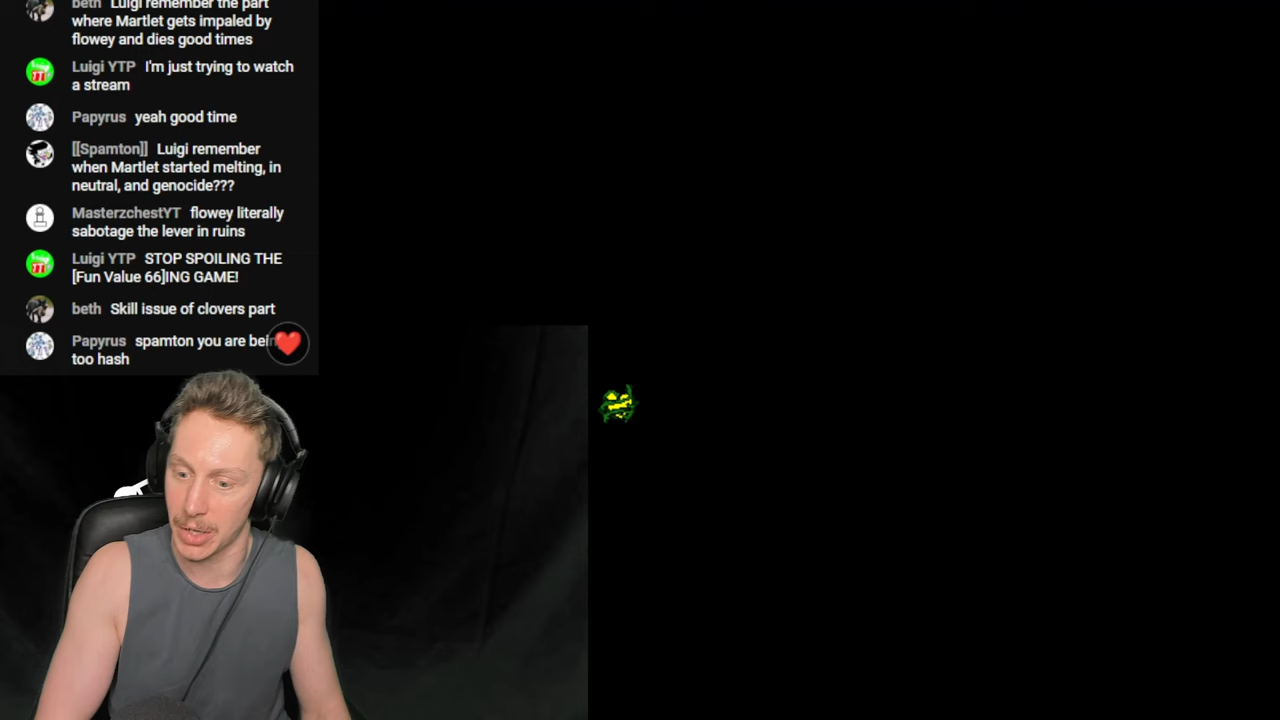 beth Luigi remember the part
where Martlet gets impaled by
flowey and dies good times
Luigi YTP I'm just trying to watch
a stream
Papyrus yeah good time
[[Spamton]] Luigi remember
when Martlet started melting, in
neutral, and genocide???
MasterzchestYT flowey literally
sabotage the lever in ruins
Luigi YTP STOP SPOILING THE
[Fun Value 66]ING GAME!
beth Skill issue of clovers part
Papyrus spamton you are
too hash